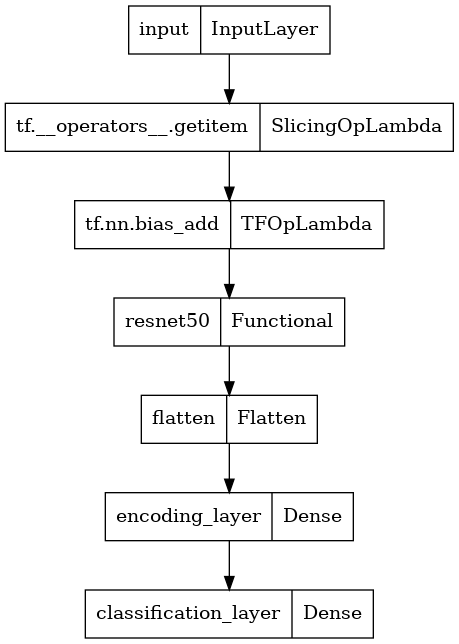 input InputLayer
tf.__operators__.getitem SlicingOpLambda
tf.nn.bias_add TFOpLambda
resnet50 Functional
flatten Flatten
encoding_layer Dense
classification_layer Dense